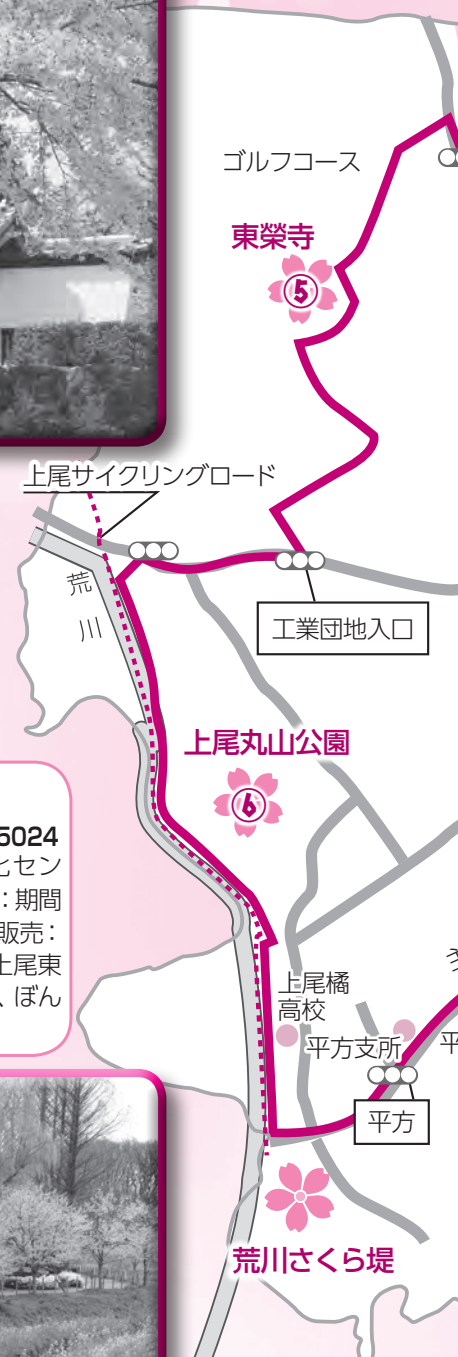 ゴルフコース
東榮寺
⑤
上尾サイクリングロード
荒川
工業団地入口
上尾丸山公園
⑥
5024
ヒセン
:期間
販売:
上尾東
、ぼん
上尾橘
高校
平方支所
平
平方
荒川さくら堤